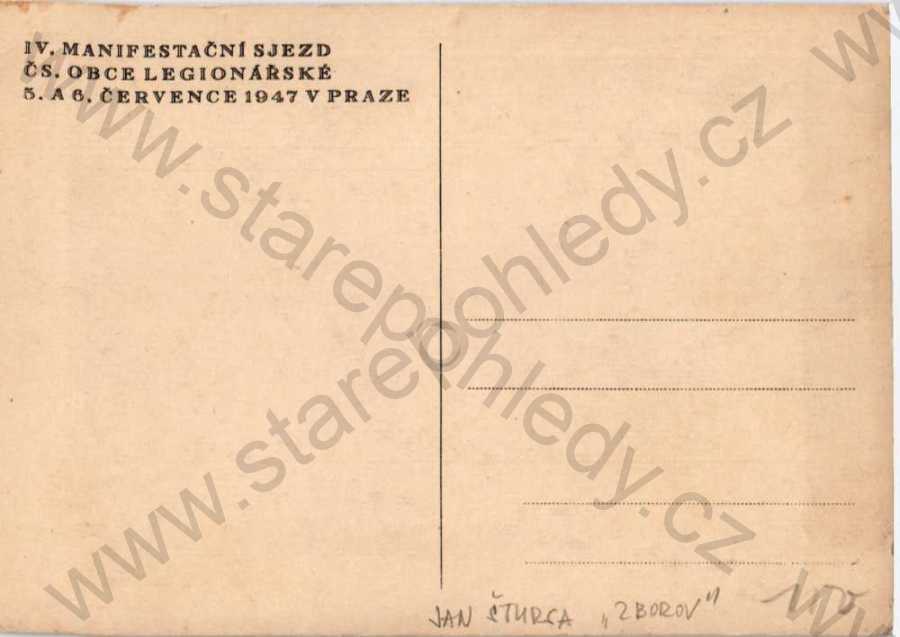 IV. MANIFESTAČNÍ SJEZD
ČS. OBCE LEGIONÁŘSKÉ
5. A 6. ČERVENCE 1947 V PRAZE
www.starepohledy.cz
www.starepohledy.cz
JAN ŠTURSA „ZBOROV"